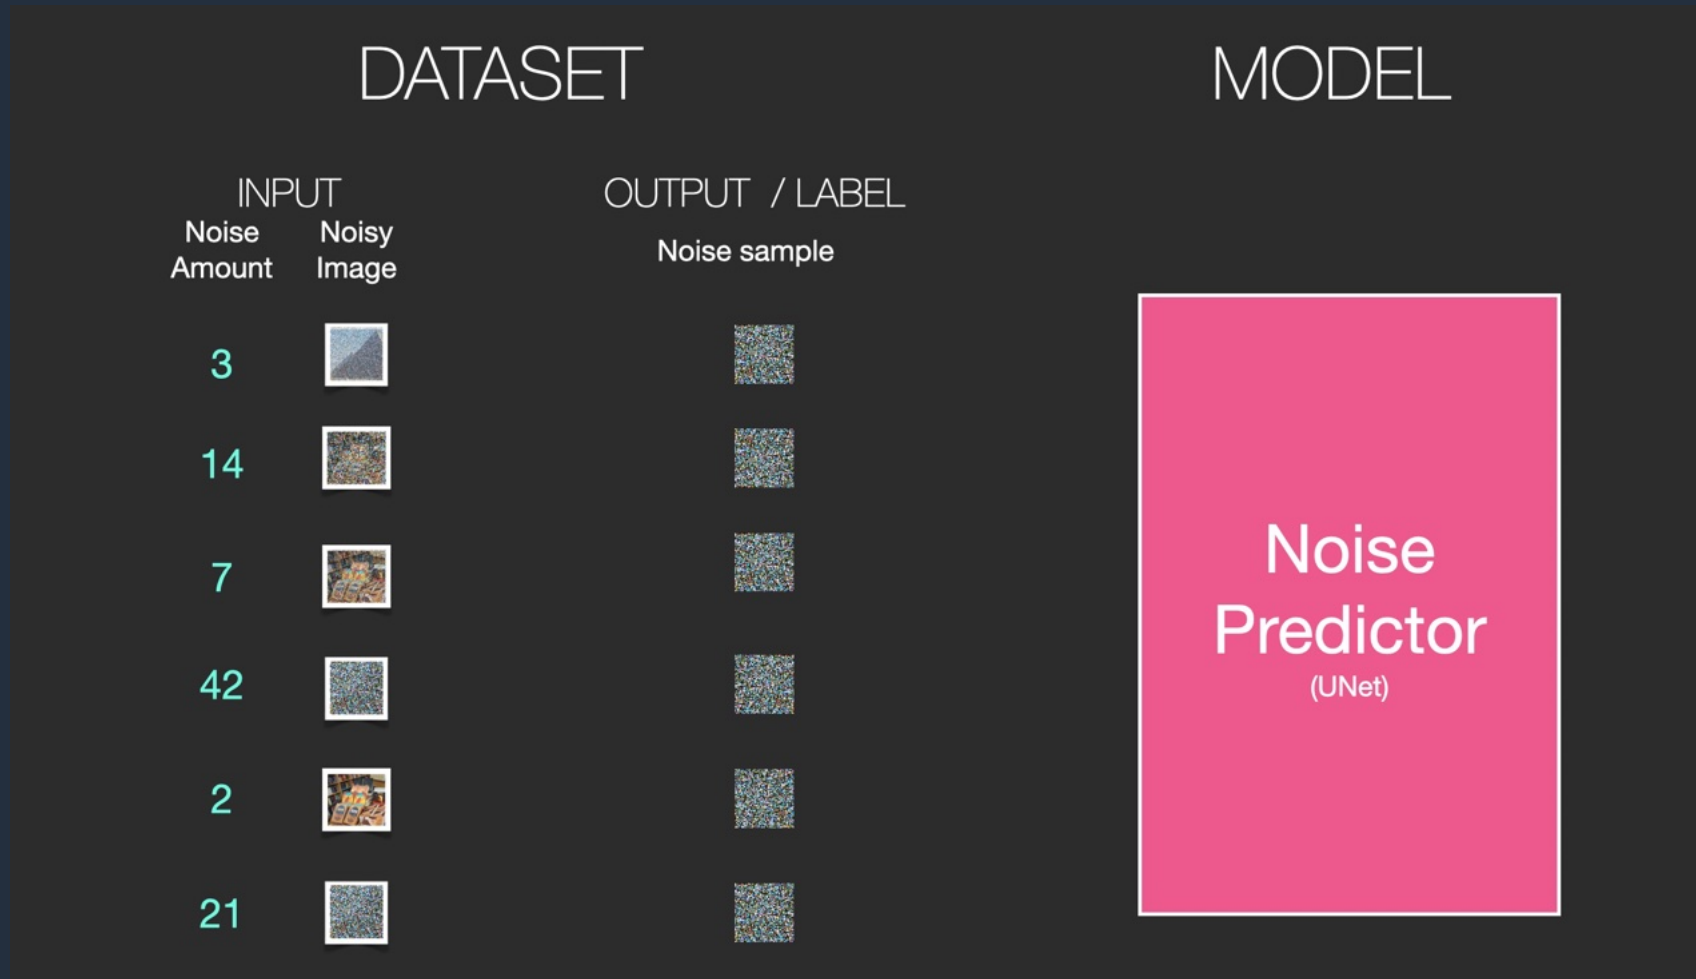 DATASET
MODEL
INPUT
OUTPUT / LABEL
Noise
Amount
Noisy
Image
Noise sample
3
14
7
42
2
21
Noise
Predictor
(UNet)